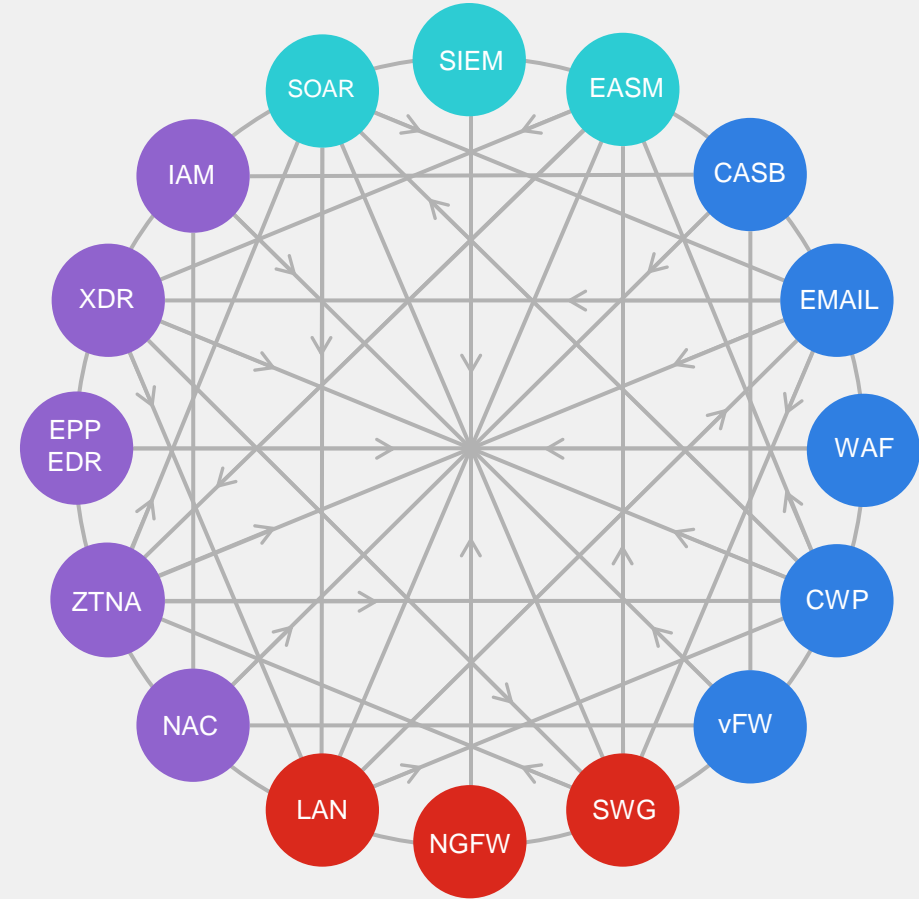 SIEM
SOAR
EASM
IAM
CASB
XDR
EMAIL
EPP
EDR
WAF
ZTNA
CWP
NAC
vFW
LAN
SWG
NGFW